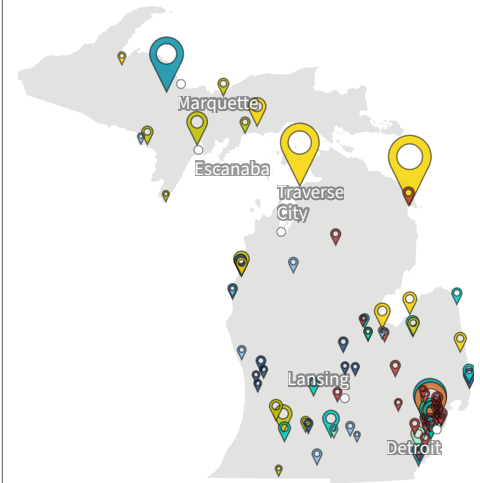 Marquette
Escanaba
Traverse
City
Lansing
Detroit